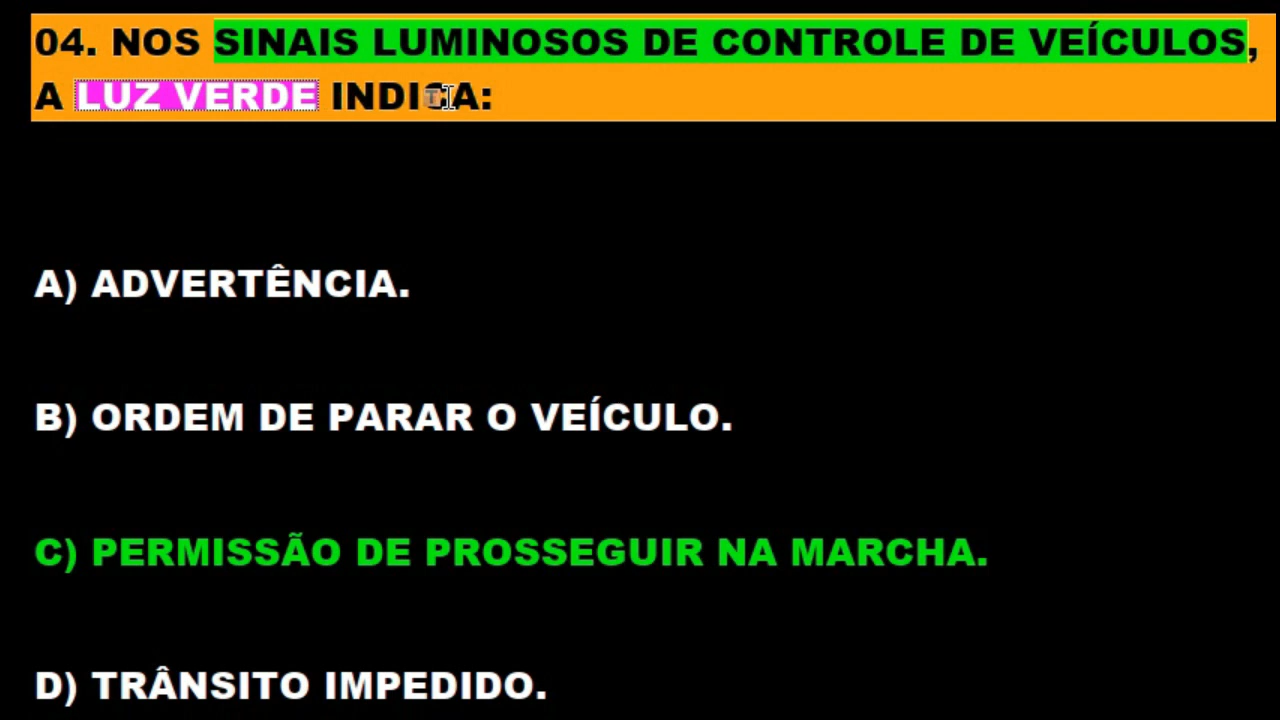 04. NOS SINAIS LUMINOSOS DE CONTROLE DE VEÍCULOS,
A LUZ VERDE INDICA:
A) ADVERTÊNCIA.
B) ORDEM DE PARAR O VEÍCULO.
C) PERMISSÃO DE PROSSEGUIR NA MARCHA.
D) TRÂNSITO IMPEDIDO.